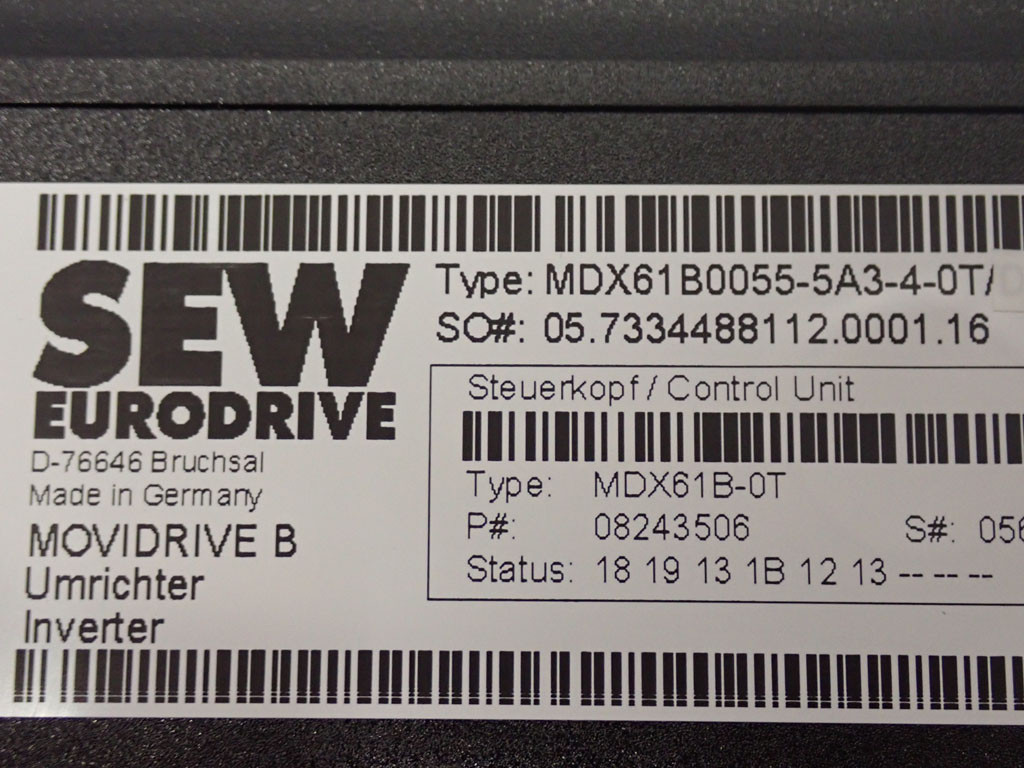 SEW
EURODRIVE
D-76646 Bruchsal
Made in Germany
MOVIDRIVE B
Umrichter
Inverter
Type: MDX61B0055-5A3-4-0T/
SO#: 05.7334488112.0001.16
Steuerkopf / Control Unit
Type: MDX61B-0T
P#: 08243506 S#: 056
Status: 18 19 13 1B 12 13 -- -- --